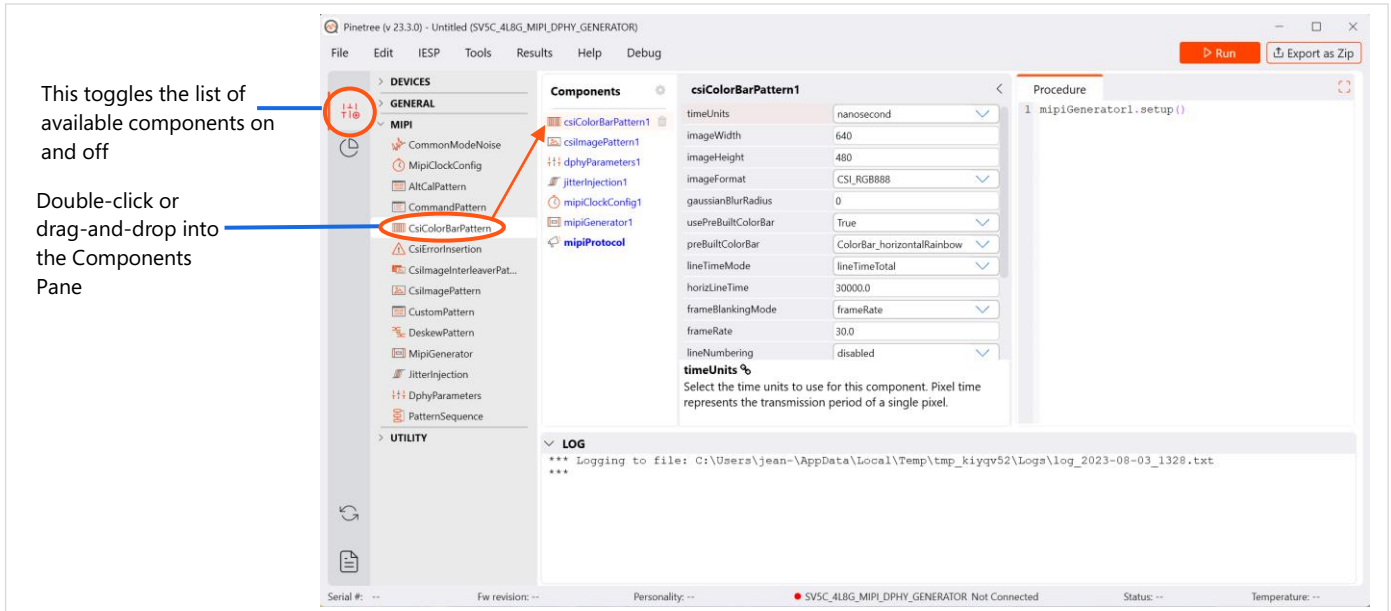 Pinetree (v 23.3.0) - Untitled (SV5C_4L8G_MIPI_DPHY_GENERATOR)
File Edit IESP Tools Results Help Debug
Run
Export as Zip
This toggles the list of
available components on
and off
Double-click or
drag-and-drop into
the Components
Pane
DEVICES
GENERAL
MIPI
CommonModeNoise
MipiClockConfig
AltCalPattern
CommandPattern
CsiColorBarPattern
CsiErrorInsertion
CsiImageInterleaverPat...
CsiImagePattern
CustomPattern
DeskewPattern
MipiGenerator
JitterInjection
DphyParameters
PatternSequence
UTILITY
Components
csiColorBarPattern1
csiImagePattern1
dphyParameters1
jitterInjection1
mipiClockConfig1
mipiGenerator1
mipiProtocol
csiColorBarPattern1
timeUnits nanosecond
imageWidth 640
imageHeight 480
imageFormat CSI_RGB888
gaussianBlurRadius 0
usePreBuiltColorBar True
preBuiltColorBar ColorBar_horizontalRainbow
lineTimeMode lineTimeTotal
horizLineTime 30000.0
frameBlankingMode frameRate
frameRate 30.0
lineNumbering disabled
timeUnits
Select the time units to use for this component. Pixel time
represents the transmission period of a single pixel.
Procedure
1 mipiGenerator1.setup()
LOG
*** Logging to file: C:\Users\jean-\AppData\Local\Temp\tmp_kiyqv52\Logs\log_2023-08-03_1328.txt
***
Serial #: -- Fw revision: -- Personality: -- SV5C_4L8G_MIPI_DPHY_GENERATOR Not Connected Status: -- Temperature: --